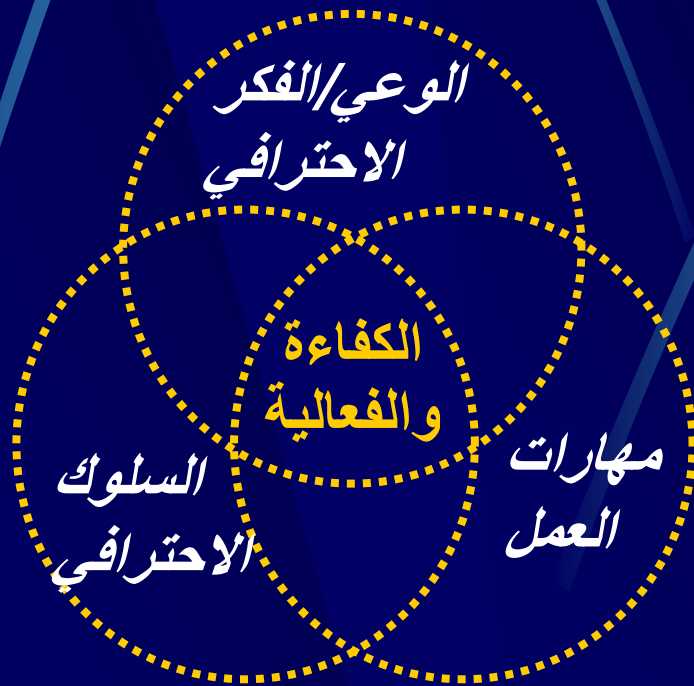 الوعي/الفكر
الاحترافي
الكفاءة
والفعالية
مهارات
العمل
السلوك
الاحترافي